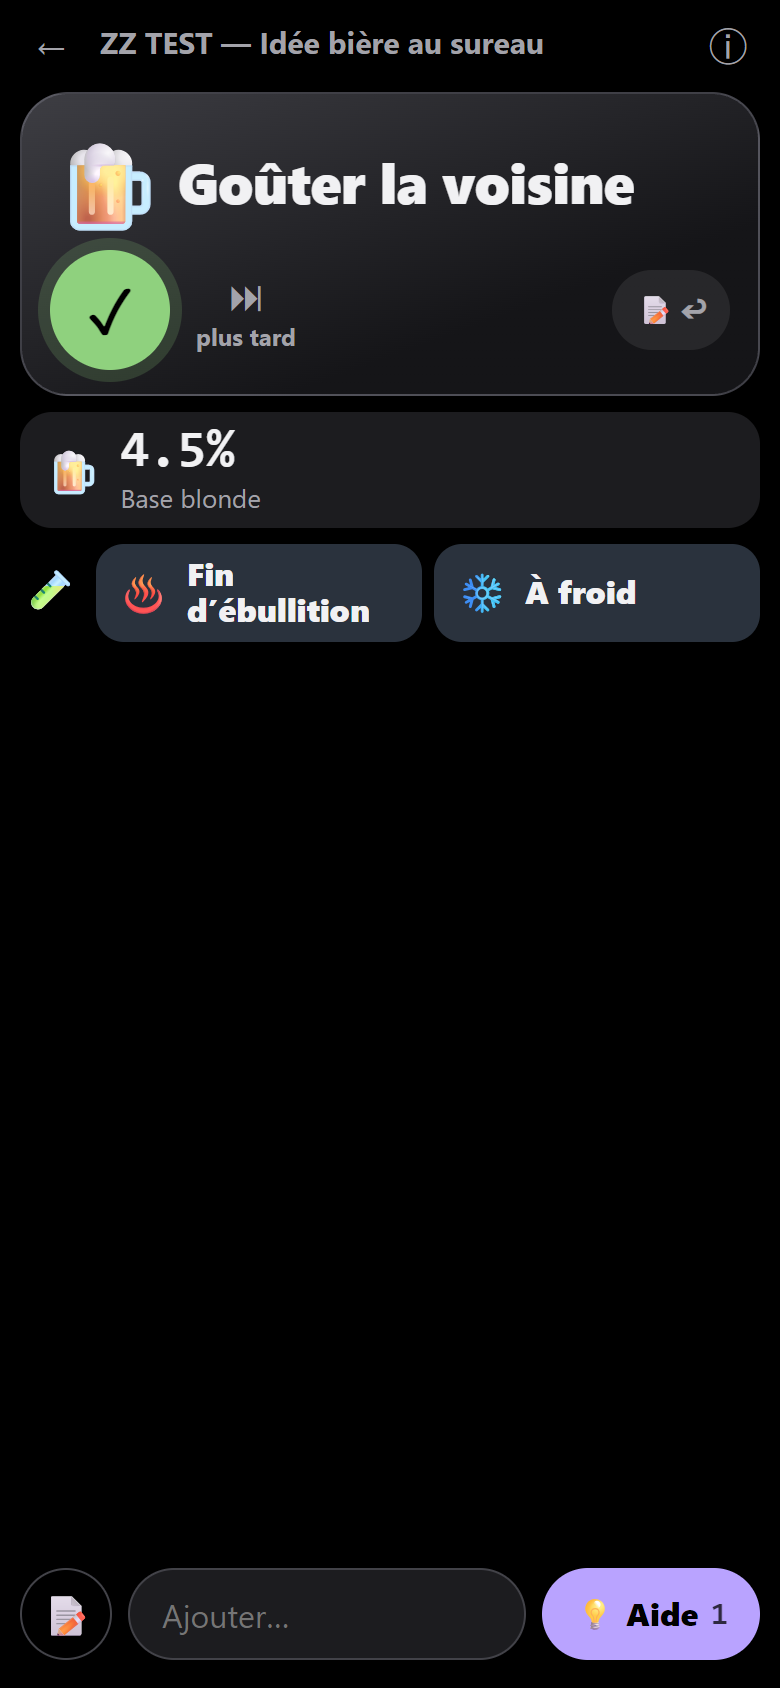 ZZ TEST — Idée bière au sureau
Goûter la voisine
plus tard
4.5%
Base blonde
Fin
d'ébullition
À froid
Ajouter...
Aide 1